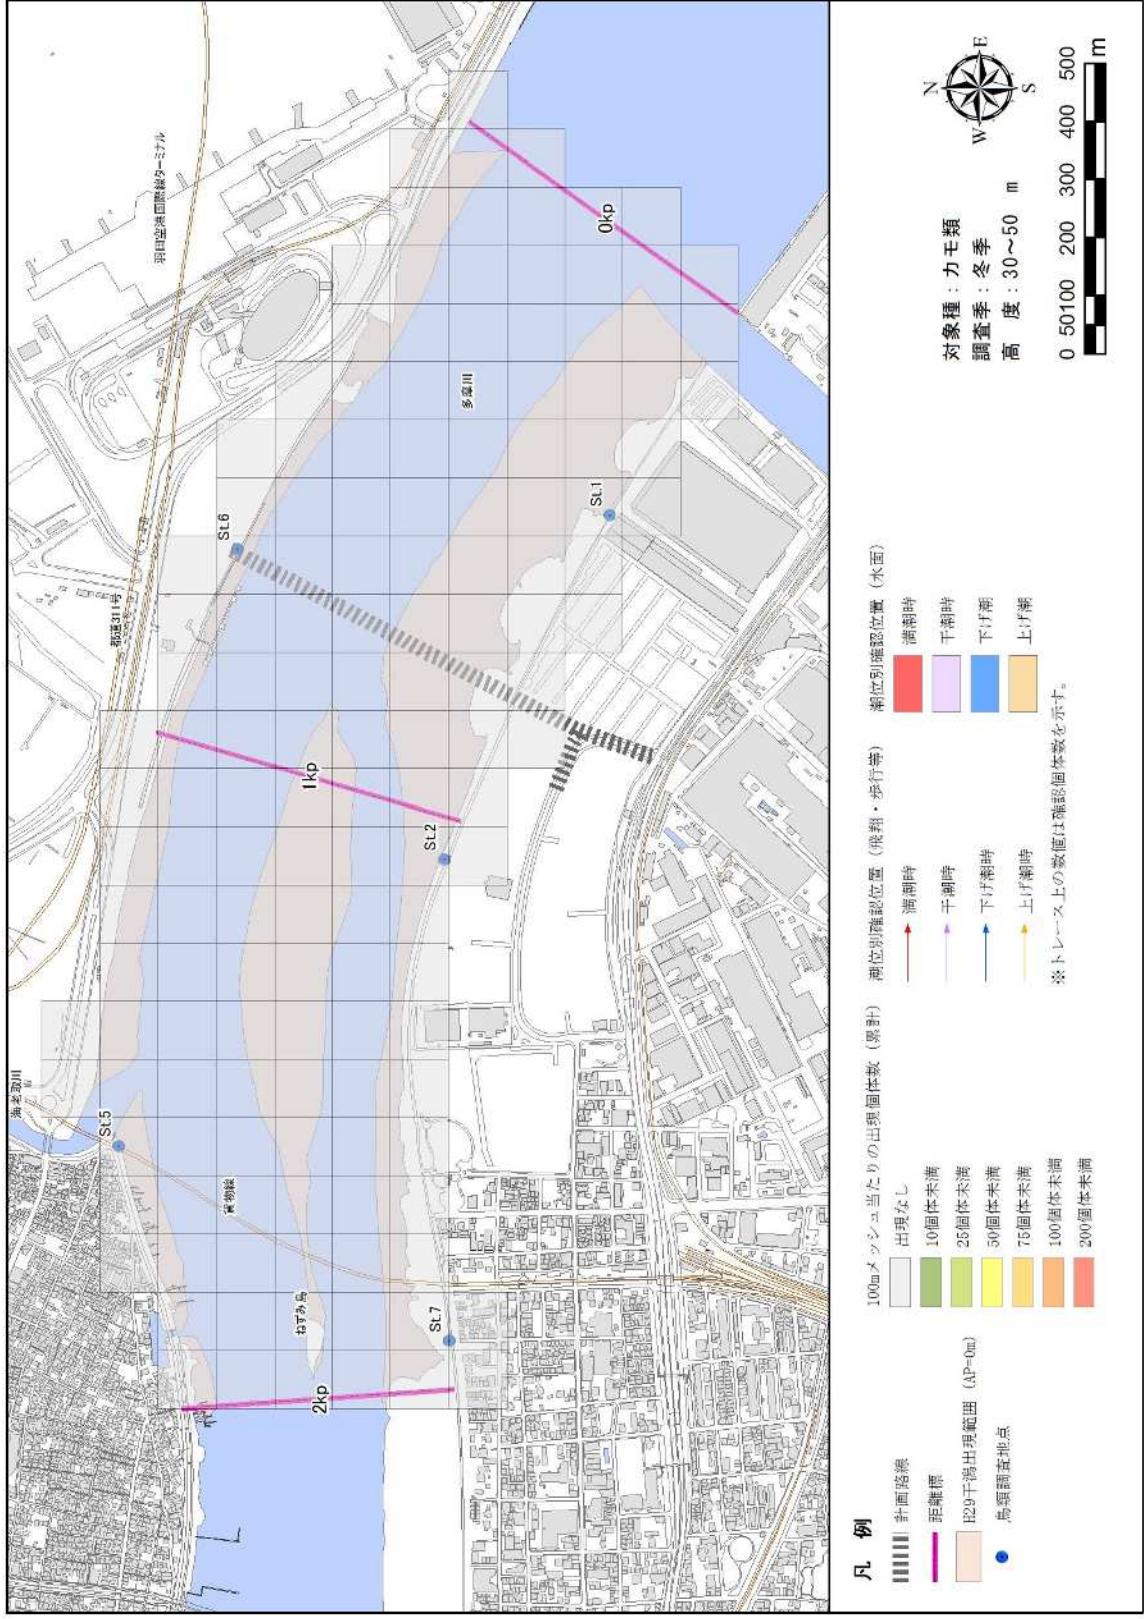 羽田空港国際線ターミナル
都道311号
海老取川
St.5
St.6
貨物線
1kp
0kp
多摩川
ねずみ島
2kp
St.7
St.2
St.1
凡　例
計画路線
距離標
H29干潟出現範囲 (AP=0m)
鳥類調査地点
100mメッシュ当たりの出現個体数（累計）
出現なし
10個体未満
25個体未満
50個体未満
75個体未満
100個体未満
200個体未満
潮位別確認位置（飛翔・歩行等）
満潮時
干潮時
下げ潮時
上げ潮時
潮位別確認位置（水面）
満潮時
干潮時
下げ潮
上げ潮
※トレース上の数値は確認個体数を示す。
対象種：カモ類
調査季：冬季
高　度：30～50　m
N
E
S
W
0 50100 200 300 400 500
m